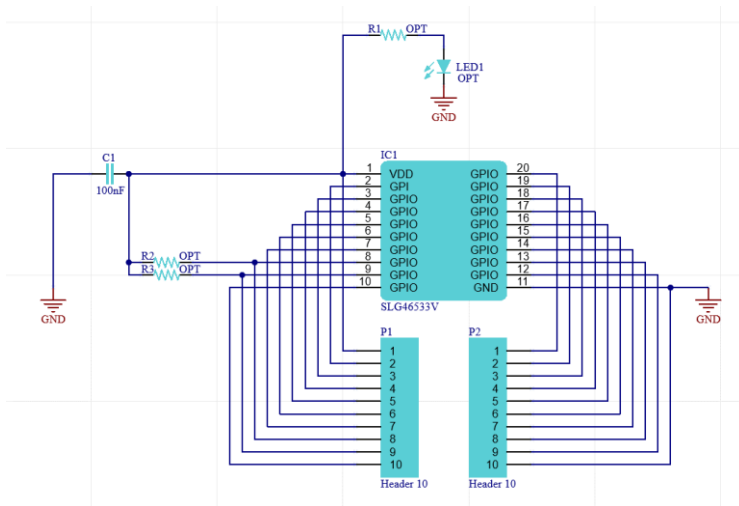 R1 OPT
LED1
OPT
GND
C1
100nF
IC1
1 VDD GPIO 20
2 GPI GPIO 19
3 GPIO GPIO 18
4 GPIO GPIO 17
5 GPIO GPIO 16
6 GPIO GPIO 15
7 GPIO GPIO 14
8 GPIO GPIO 13
9 GPIO GPIO 12
10 GPIO GND 11
SLG46533V
R2 OPT
R3 OPT
GND
GND
P1
1
2
3
4
5
6
7
8
9
10
Header 10
P2
1
2
3
4
5
6
7
8
9
10
Header 10